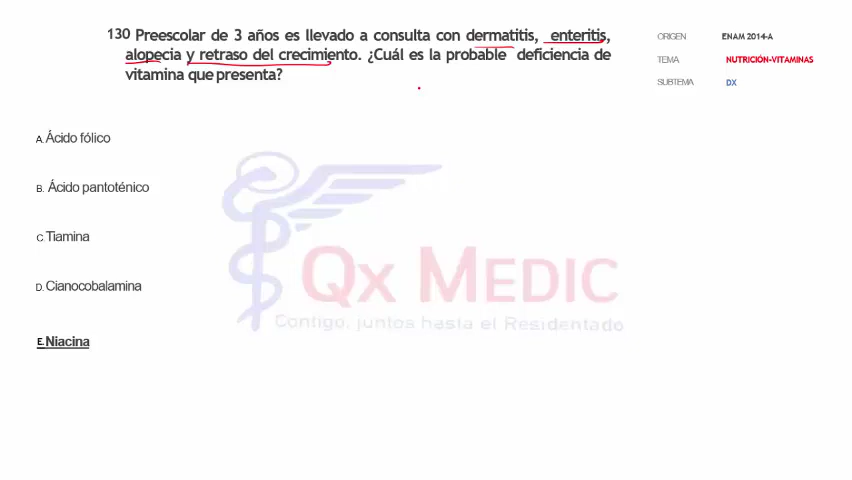 130 Preescolar de 3 años es llevado a consulta con dermatitis, enteritis,
alopecia y retraso del crecimiento. ¿Cuál es la probable deficiencia de
vitamina que presenta?
ORIGEN ENAM 2014-A
TEMA NUTRICIÓN-VITAMINAS
SUBTEMA DX
A. Ácido fólico
B. Ácido pantoténico
C. Tiamina
D. Cianocobalamina
E. Niacina
Qx MEDIC
Contigo, juntos hasta el Residentado